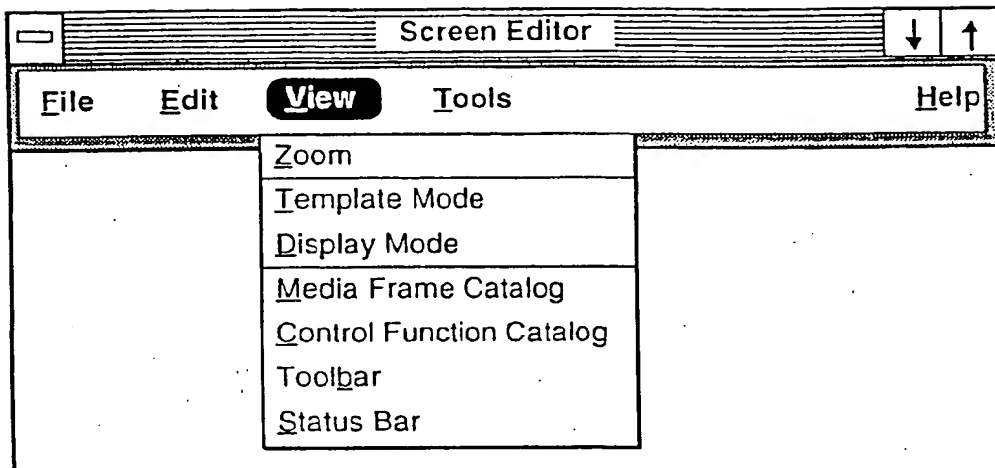 Screen Editor
File Edit View Tools Help
Zoom
Template Mode
Display Mode
Media Frame Catalog
Control Function Catalog
Toolbar
Status Bar